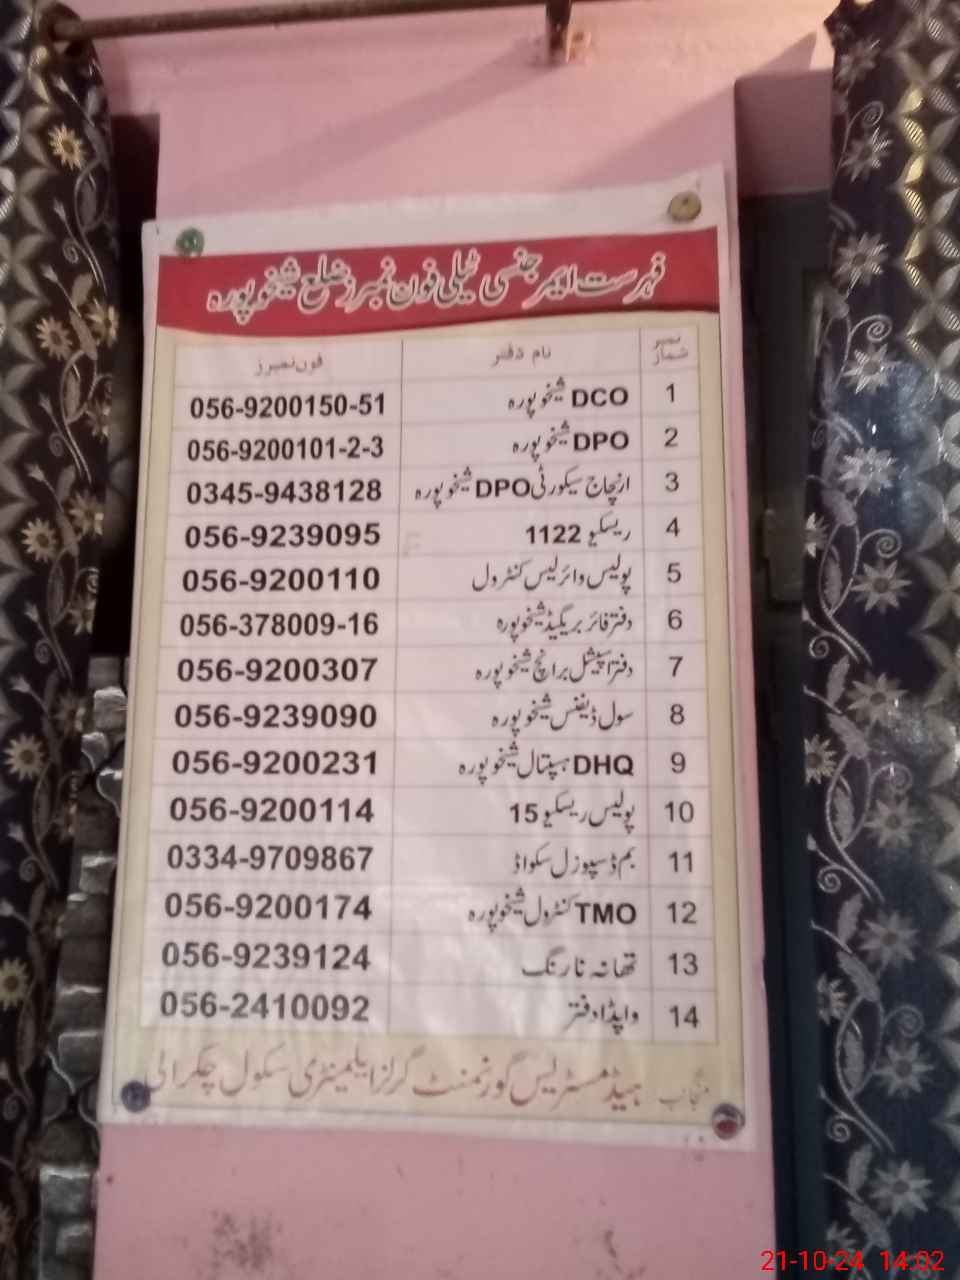 فہرست ایمرجنسی ٹیلی فون نمبرز ضلع شیخوپورہ
نمبر شمار نام دفتر فون نمبرز
1 DCO شیخوپورہ 056-9200150-51
2 DPO شیخوپورہ 056-9200101-2-3
3 انچاج سیکورٹی DPO شیخوپورہ 0345-9438128
4 ریسکیو 1122 056-9239095
5 پولیس وائرلیس کنٹرول 056-9200110
6 دفتر فائر بریگیڈ شیخوپورہ 056-378009-16
7 دفتر اسپیشل برانچ شیخوپورہ 056-9200307
8 سول ڈیفنس شیخوپورہ 056-9239090
9 DHQ ہسپتال شیخوپورہ 056-9200231
10 پولیس ریسکیو 15 056-9200114
11 بم ڈسپوزل سکواڈ 0334-9709867
12 TMO کنٹرول شیخوپورہ 056-9200174
13 تھانہ نارنگ 056-9239124
14 واپڈا دفتر 056-2410092
منجانب ہیڈ مسٹریس گورنمنٹ گرلز ایلیمنٹری سکول چکرالی
21-10-24 14:02